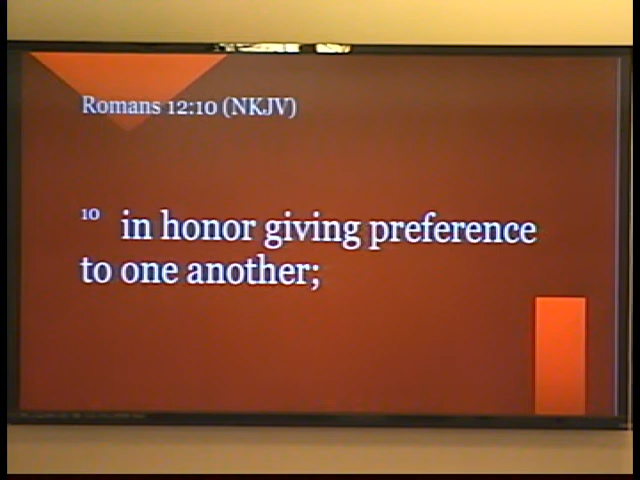 Romans 12:10 (NKJV)
10 in honor giving preference
to one another;